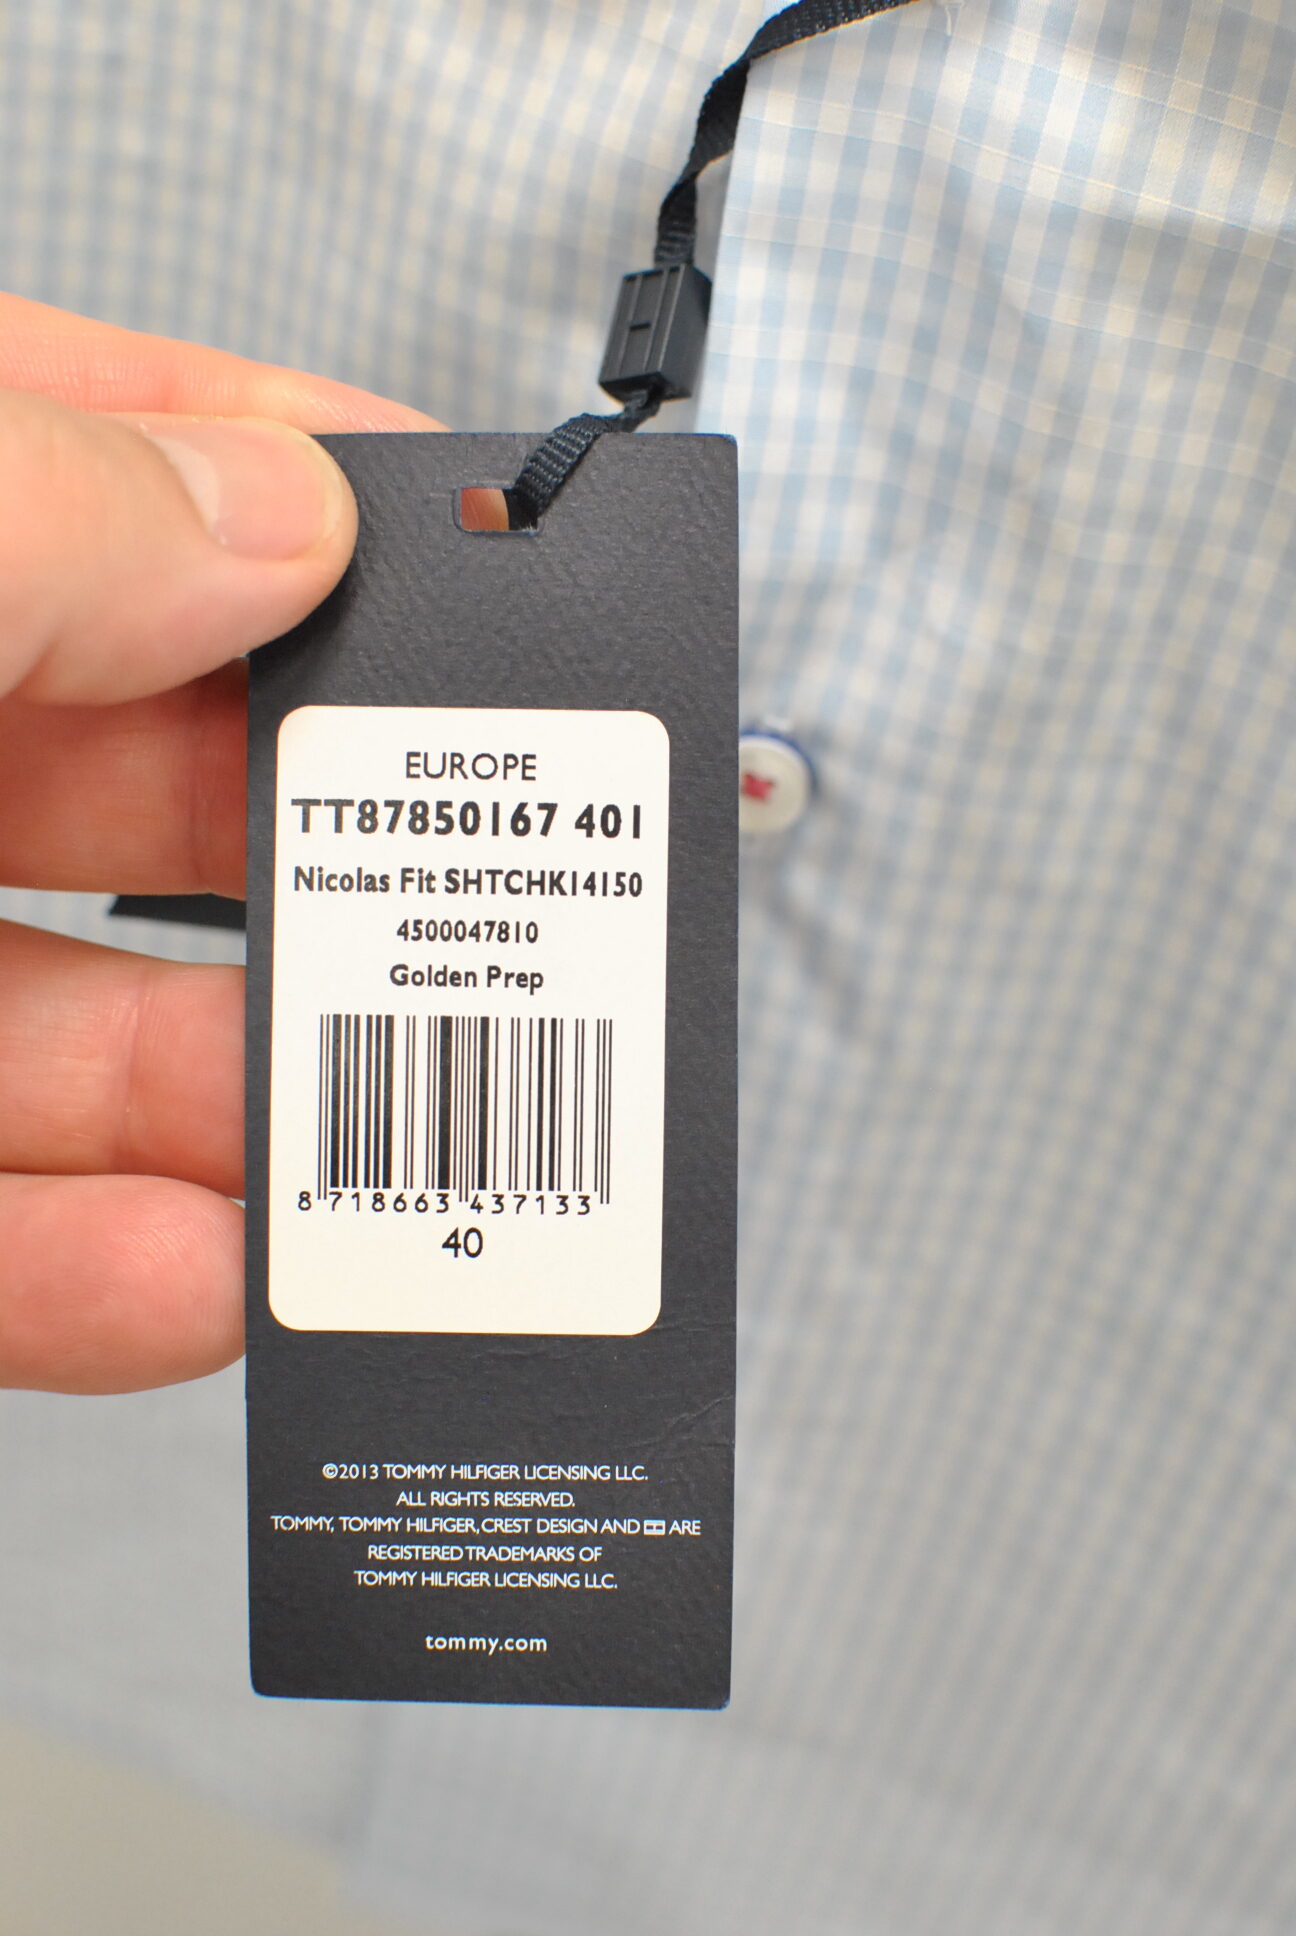 EUROPE
TT87850167 401
Nicolas Fit SHTCHK14150
4500047810
Golden Prep
8 718663 437133
40
©2013 TOMMY HILFIGER LICENSING LLC.
ALL RIGHTS RESERVED.
TOMMY, TOMMY HILFIGER, CREST DESIGN AND ARE
REGISTERED TRADEMARKS OF
TOMMY HILFIGER LICENSING LLC.
tommy.com